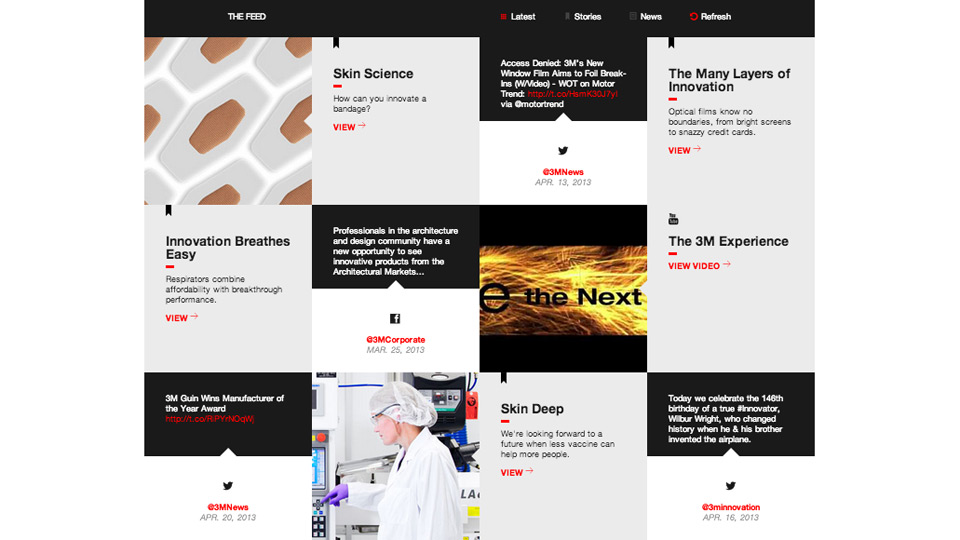 THE FEED
Latest
Stories
News
Refresh
Skin Science
How can you innovate a
bandage?
VIEW
Access Denied: 3M's New
Window Film Aims to Foil Break-
Ins (W/Video) - WOT on Motor
Trend: http://t.co/HsmK30J7yl
via @motortrend
@3MNews
APR. 13, 2013
The Many Layers of
Innovation
Optical films know no
boundaries, from bright screens
to snazzy credit cards.
VIEW
Innovation Breathes
Easy
Respirators combine
affordability with breakthrough
performance.
VIEW
Professionals in the architecture
and design community have a
new opportunity to see
innovative products from the
Architectural Markets...
@3MCorporate
MAR. 25, 2013
e the Next
You
Tube
The 3M Experience
VIEW VIDEO
3M Guin Wins Manufacturer of
the Year Award
@3MNews
APR. 20, 2013
Skin Deep
We're looking forward to a
future when less vaccine can
help more people.
VIEW
Today we celebrate the 146th
birthday of a true #Innovator,
Wilbur Wright, who changed
history when he & his brother
invented the airplane.
@3minnovation
APR. 16, 2013